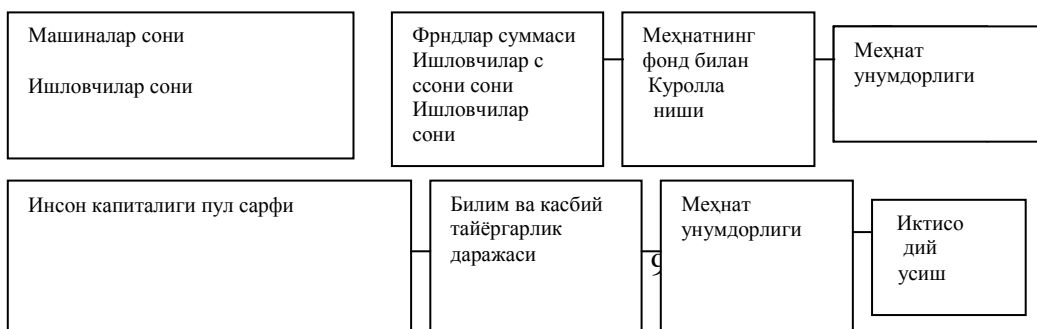 Машиналар сони
Ишловчилар сони
Фрндлар суммаси
Ишловчилар с
ссони сони
Ишловчилар
сони
Меҳнатнинг
фонд билан
Куролла
ниши
Меҳнат
унумдорлиги
Инсон капиталиги пул сарфи
Билим ва касбий
тайёргарлик
даражаси
Меҳнат
унумдорлиги
Иктисо
дий
усиш